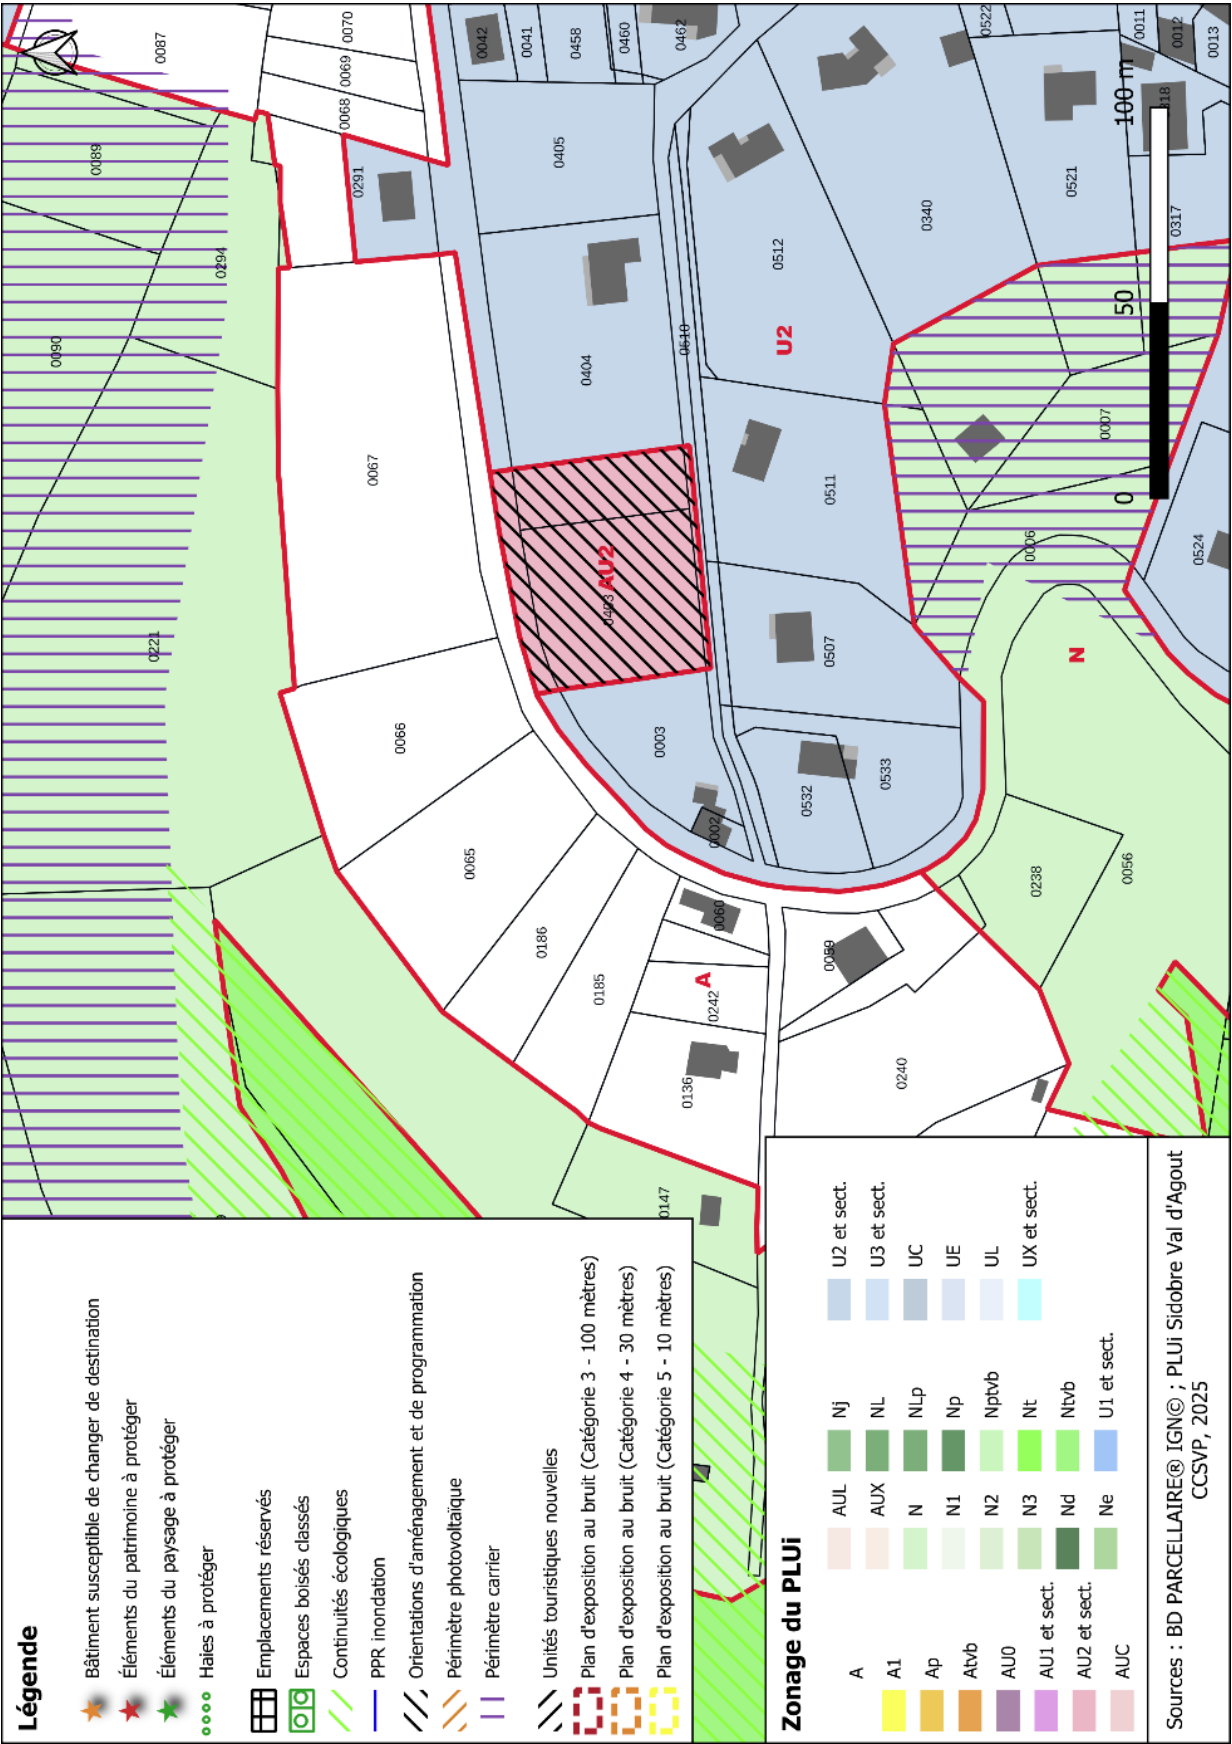 Légende
Bâtiment susceptible de changer de destination
Éléments du patrimoine à protéger
Éléments du paysage à protéger
Haies à protéger
Emplacements réservés
Espaces boisés classés
Continuités écologiques
PPR inondation
Orientations d'aménagement et de programmation
Périmètre photovoltaïque
Périmètre carrier
Unités touristiques nouvelles
Plan d'exposition au bruit (Catégorie 3 - 100 mètres)
Plan d'exposition au bruit (Catégorie 4 - 30 mètres)
Plan d'exposition au bruit (Catégorie 5 - 10 mètres)
Zonage du PLUi
A
A1
Ap
Atvb
AU0
AU1 et sect.
AU2 et sect.
AUC
AUL
AUX
N
N1
N2
N3
Nd
Ne
Nj
NL
NLp
Np
Nptvb
Nt
Ntvb
U1 et sect.
U2 et sect.
U3 et sect.
UC
UE
UL
UX
Sources : BD PARCELLAIRE® IGN© ; PLUi Sidobre Val d'Agout
CCSVP, 2025
0090
0089
0087
0221
0294
0070
0069
0068
0291
0067
0066
0065
0186
0185
0136
0242
A
0060
0059
0240
0147
0042
0041
0458
0460
0462
0405
0404
0510
AU2
0403
0003
0002
0512
U2
0511
0507
0532
0533
0340
0522
0521
0011
0012
0013
318
0317
0007
0006
0524
N
0238
0056
0
50
100 m